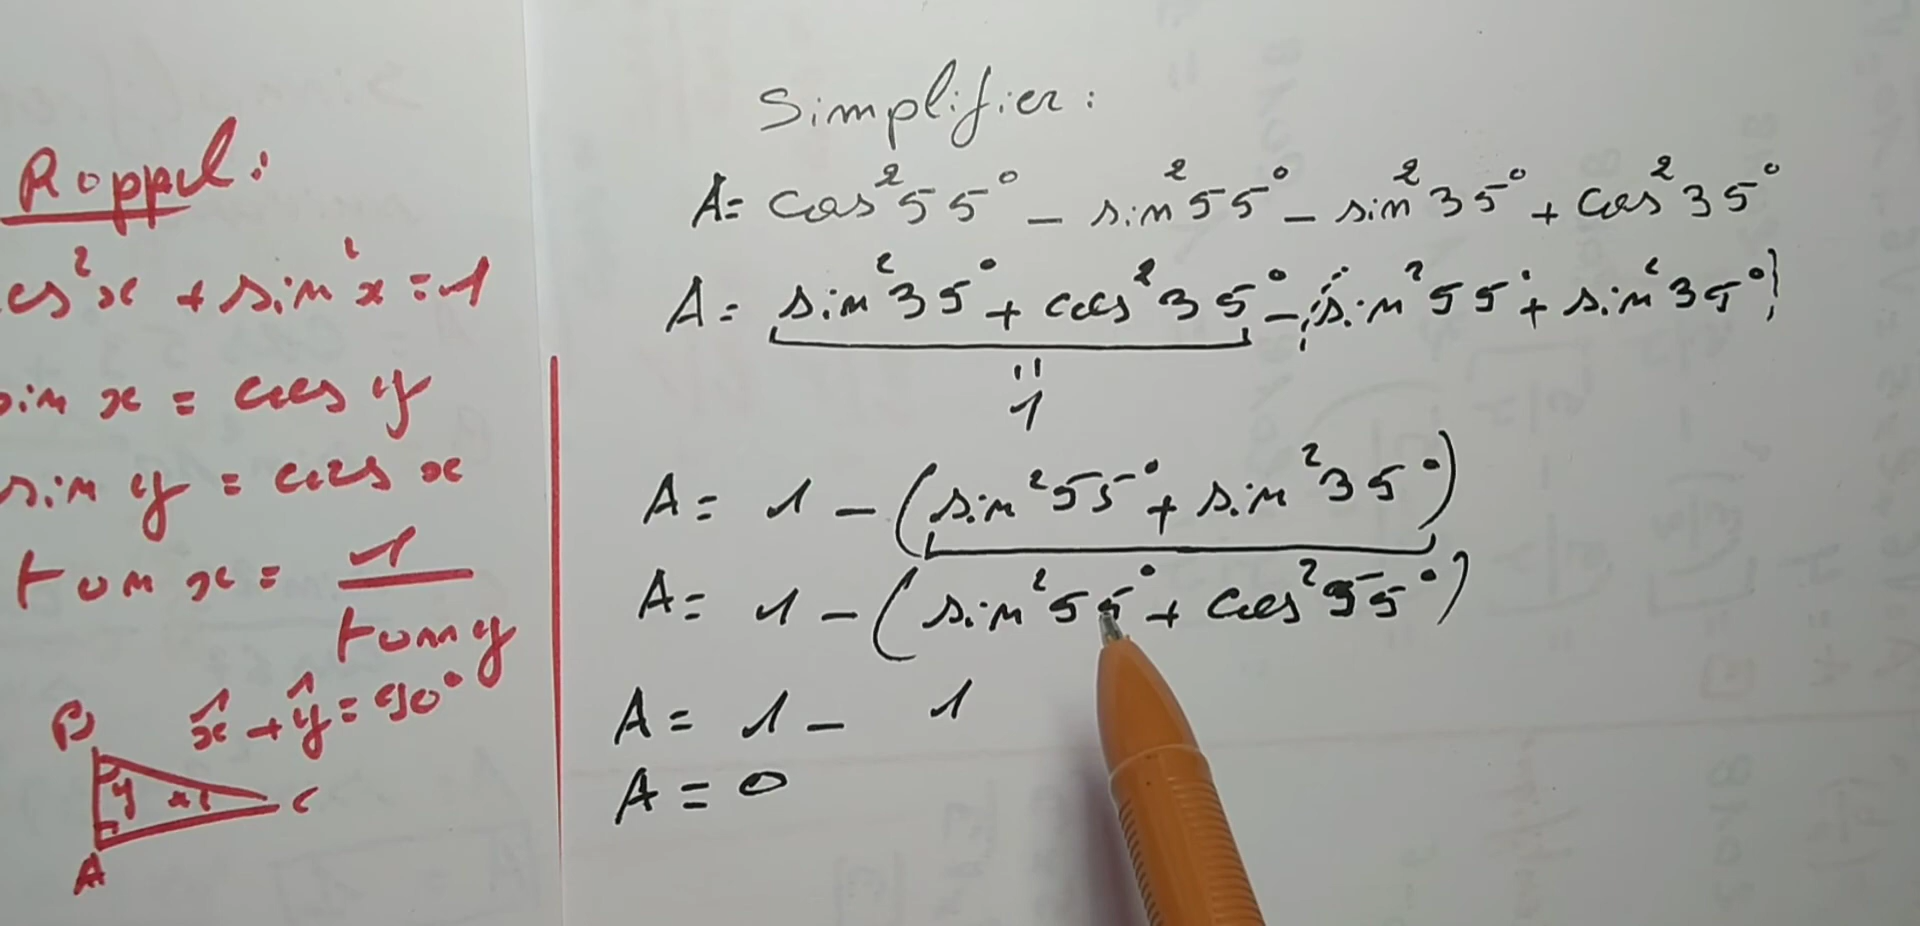 Rappel:
cos²x + sin²x = 1
sin x = cos y
sin y = cos x
tan x = 1 / tan y
x̂ + ŷ = 90°
B
y x C
A
Simplifier:
A = cos²55° - sin²55° - sin²35° + cos²35°
A = sin²35° + cos²35° - (sin²55° + sin²35°)
"
1
A = 1 - (sin²55° + sin²35°)
A = 1 - (sin²55° + cos²55°)
A = 1 - 1
A = 0